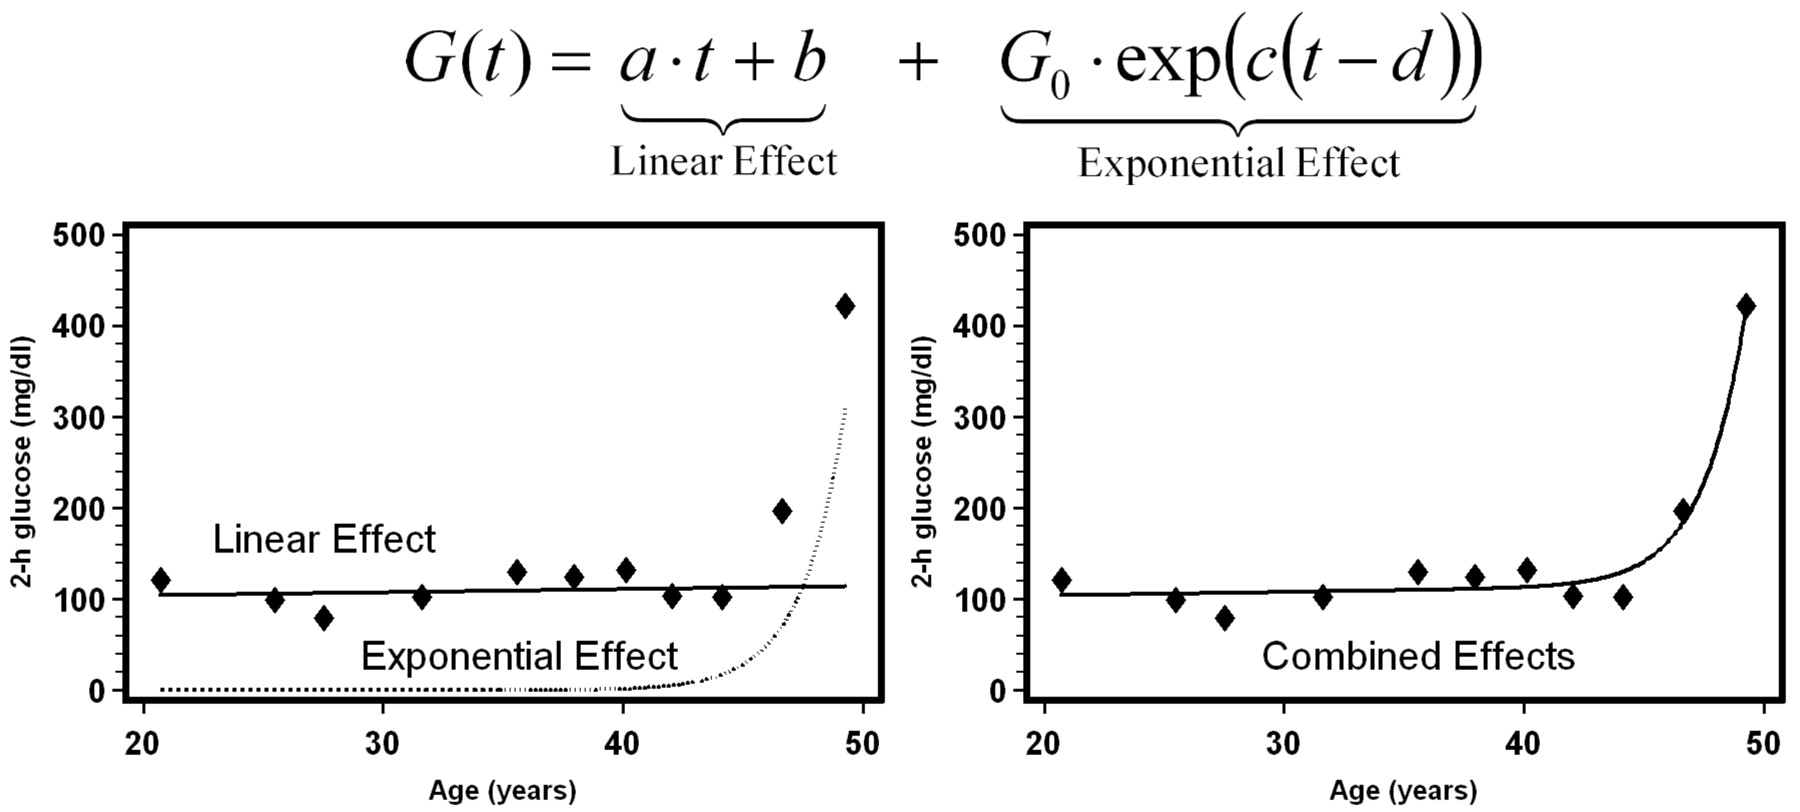 G(t) = a · t + b + G₀ · exp(c(t − d))
Linear Effect
Exponential Effect
500
400
300
200
100
0
2-h glucose (mg/dl)
Linear Effect
Exponential Effect
20 30 40 50
Age (years)
500
400
300
200
100
0
2-h glucose (mg/dl)
Combined Effects
20 30 40 50
Age (years)